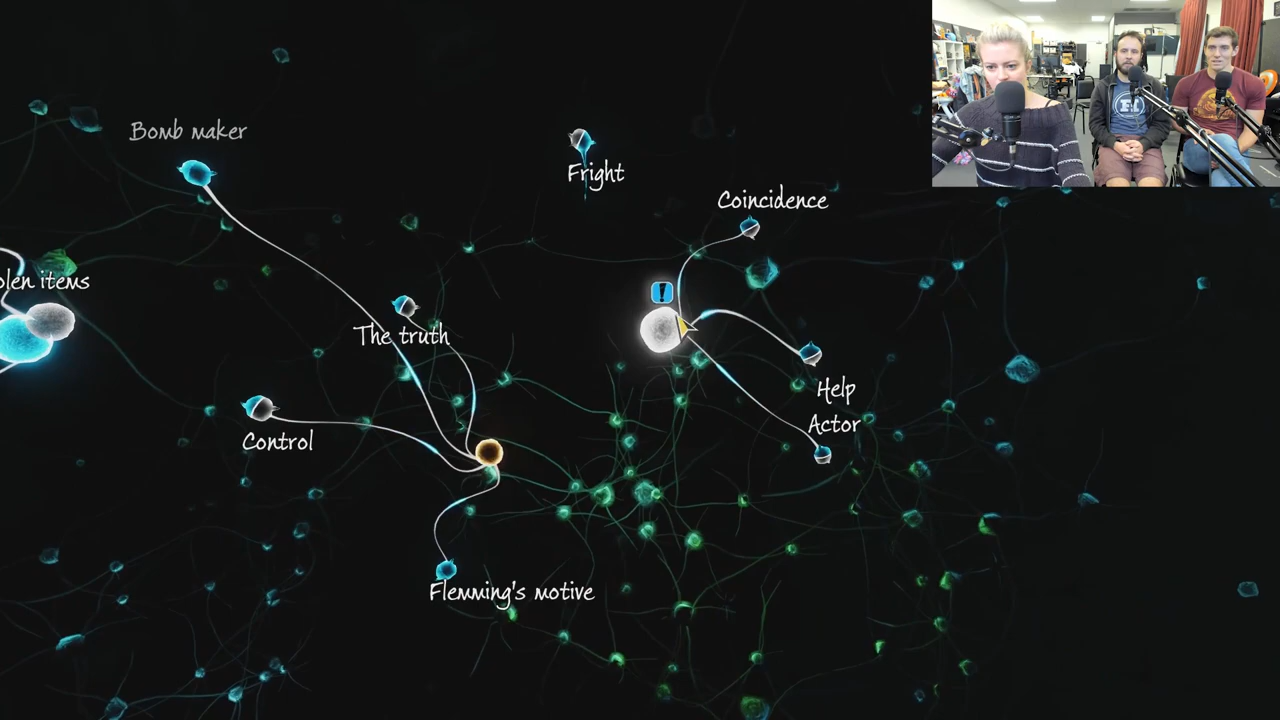 Bomb maker
Fright
Coincidence
olen items
!
The truth
Help
Actor
Control
Flemming's motive